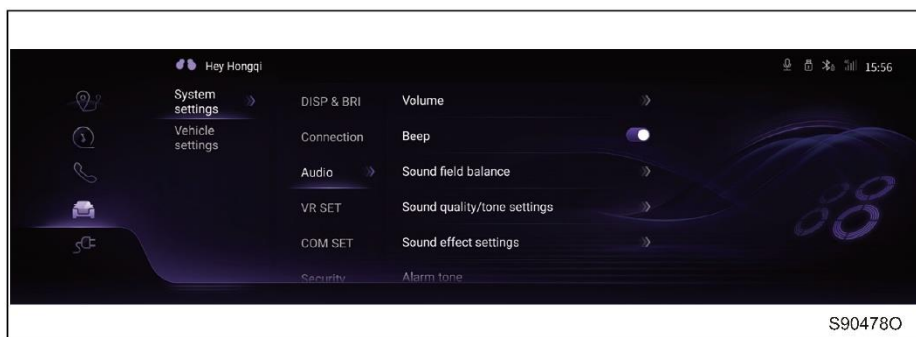 Hey Hongqi
15:56
System
settings
Vehicle
settings
DISP & BRI
Connection
Audio
VR SET
COM SET
Security
Volume
Beep
Sound field balance
Sound quality/tone settings
Sound effect settings
Alarm tone
S90478O